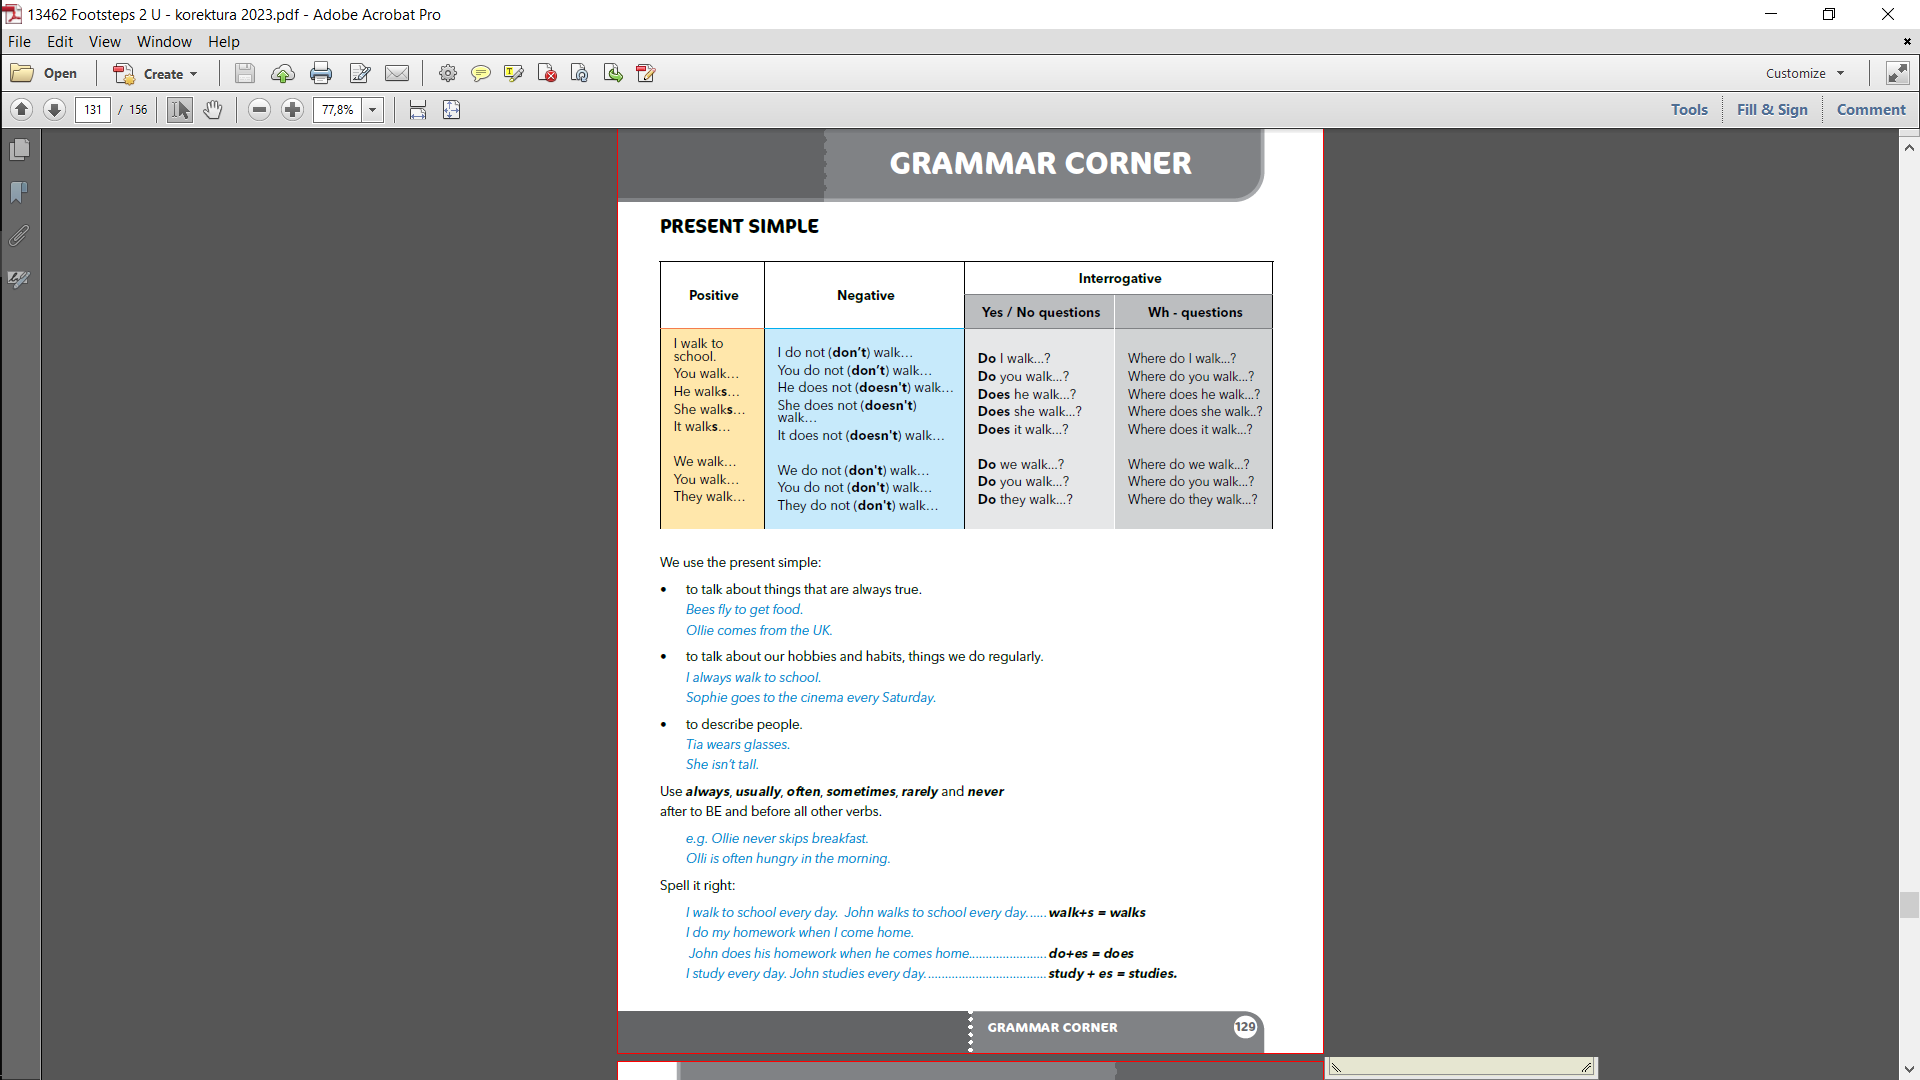 13462 Footsteps 2 U - korektura 2023.pdf - Adobe Acrobat Pro
File Edit View Window Help
Open Create Customize
131 / 156 77,8% Tools Fill & Sign Comment
GRAMMAR CORNER
PRESENT SIMPLE
Positive
Negative
Interrogative
Yes / No questions
Wh - questions
I walk to
school.
You walk...
He walks...
She walks...
It walks...
We walk...
You walk...
They walk...
I do not (don't) walk...
You do not (don't) walk...
He does not (doesn't) walk...
She does not (doesn't)
walk...
It does not (doesn't) walk...
We do not (don't) walk...
You do not (don't) walk...
They do not (don't) walk...
Do I walk...?
Do you walk...?
Does he walk...?
Does she walk...?
Does it walk...?
Do we walk...?
Do you walk...?
Do they walk...?
Where do I walk...?
Where do you walk...?
Where does he walk...?
Where does she walk..?
Where does it walk...?
Where do we walk...?
Where do you walk...?
Where do they walk...?
We use the present simple:
• to talk about things that are always true.
Bees fly to get food.
Ollie comes from the UK.
• to talk about our hobbies and habits, things we do regularly.
I always walk to school.
Sophie goes to the cinema every Saturday.
• to describe people.
Tia wears glasses.
She isn't tall.
Use always, usually, often, sometimes, rarely and never
after to BE and before all other verbs.
e.g. Ollie never skips breakfast.
Olli is often hungry in the morning.
Spell it right:
I walk to school every day. John walks to school every day...... walk+s = walks
I do my homework when I come home.
John does his homework when he comes home....................... do+es = does
I study every day. John studies every day.................................... study + es = studies.
GRAMMAR CORNER 129